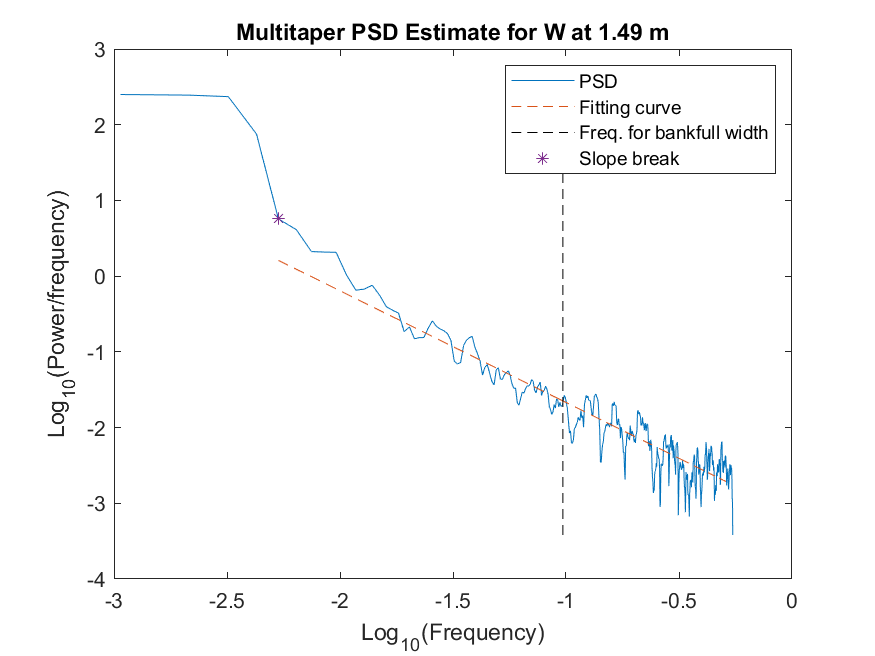 Multitaper PSD Estimate for W at 1.49 m
3
2
1
0
-1
-2
-3
-4
Log10(Power/frequency)
PSD
Fitting curve
Freq. for bankfull width
Slope break
-3
-2.5
-2
-1.5
-1
-0.5
0
Log10(Frequency)